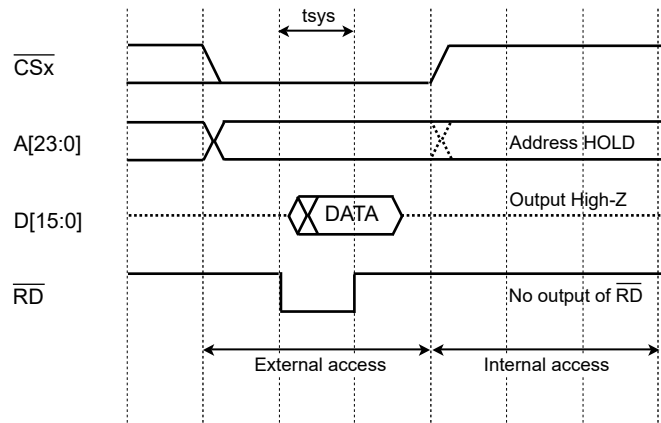 tsys
CSx
A[23:0]
Address HOLD
Output High-Z
D[15:0]
DATA
RD
No output of RD
External access
Internal access